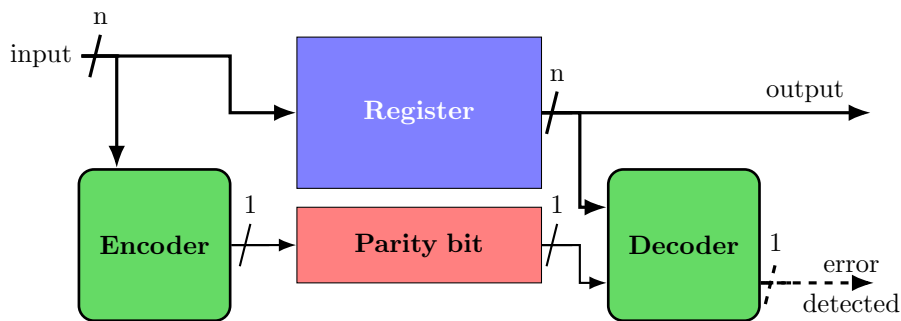 n
input
Register
n
output
Encoder
1
Parity bit
1
Decoder
1
error
detected